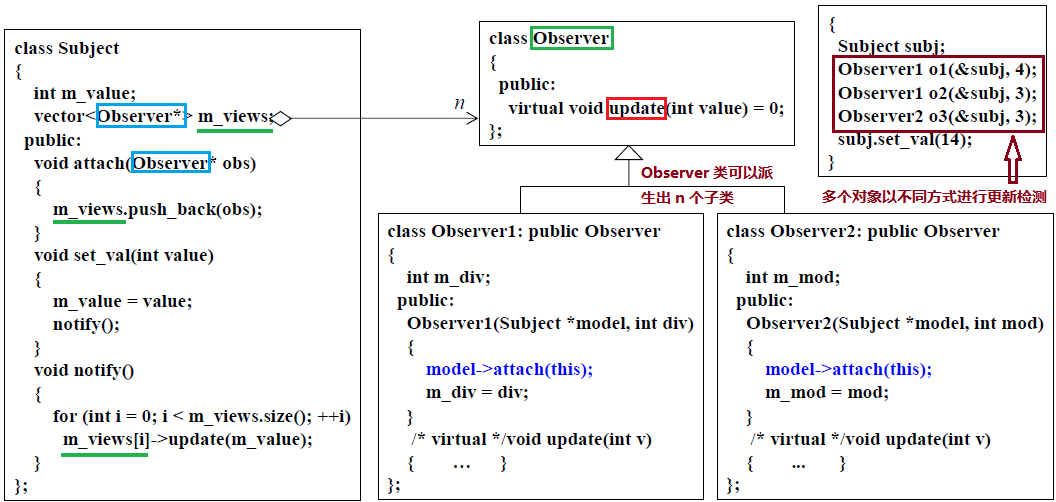 class Subject
{
int m_value;
vector<Observer*> m_views;
public:
void attach(Observer* obs)
{
m_views.push_back(obs);
}
void set_val(int value)
{
m_value = value;
notify();
}
void notify()
{
for (int i = 0; i < m_views.size(); ++i)
m_views[i]->update(m_value);
}
};
n
class Observer
{
public:
virtual void update(int value) = 0;
};
Observer 类可以派
生出 n 个子类
{
Subject subj;
Observer1 o1(&subj, 4);
Observer1 o2(&subj, 3);
Observer2 o3(&subj, 3);
subj.set_val(14);
}
多个对象以不同方式进行更新检测
class Observer1: public Observer
{
int m_div;
public:
Observer1(Subject *model, int div)
{
model->attach(this);
m_div = div;
}
/* virtual */void update(int v)
{ … }
};
class Observer2: public Observer
{
int m_mod;
public:
Observer2(Subject *model, int mod)
{
model->attach(this);
m_mod = mod;
}
/* virtual */void update(int v)
{ ... }
};